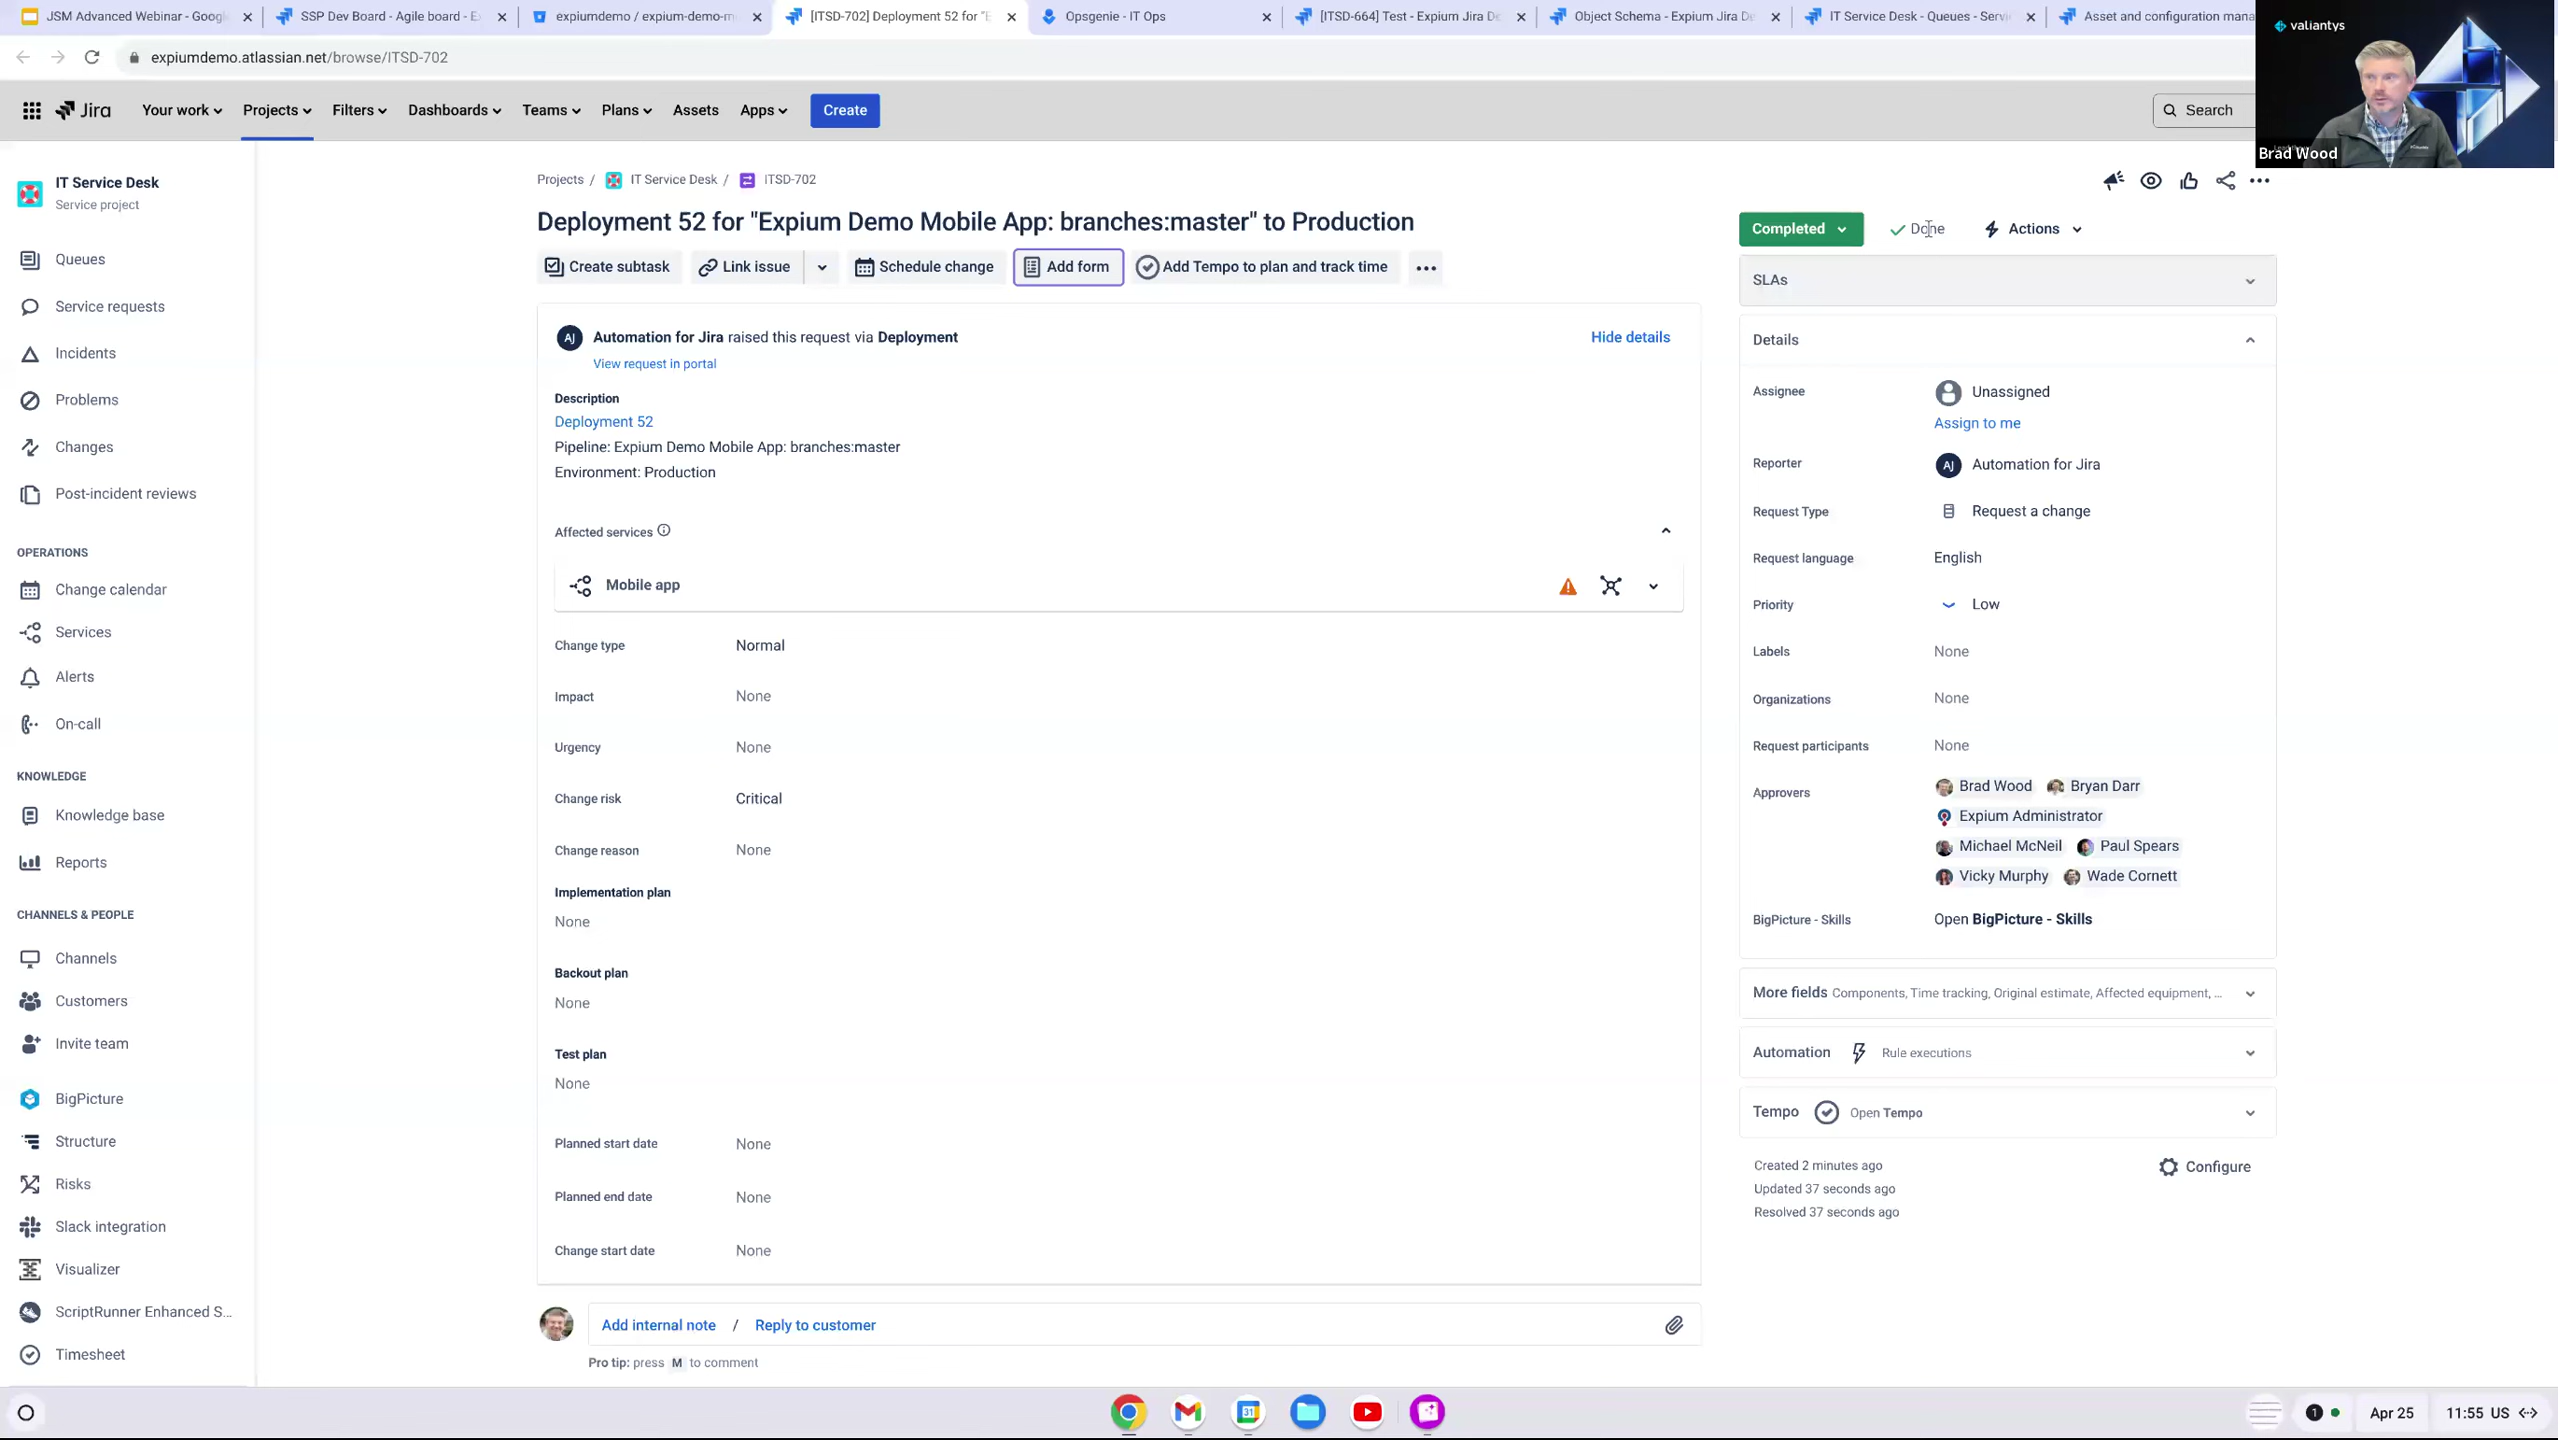 JSM Advanced Webinar - Google
SSP Dev Board - Agile board - E
expiumdemo / expium-demo-m
[ITSD-702] Deployment 52 for "E
Opsgenie - IT Ops
[ITSD-664] Test - Expium Jira De
Object Schema - Expium Jira De
IT Service Desk - Queues - Servi
Asset and configuration mana
expiumdemo.atlassian.net/browse/ITSD-702
valiantys
Brad Wood
Jira
Your work
Projects
Filters
Dashboards
Teams
Plans
Assets
Apps
Create
Search
IT Service Desk
Service project
Queues
Service requests
Incidents
Problems
Changes
Post-incident reviews
OPERATIONS
Change calendar
Services
Alerts
On-call
KNOWLEDGE
Knowledge base
Reports
CHANNELS & PEOPLE
Channels
Customers
Invite team
BigPicture
Structure
Risks
Slack integration
Visualizer
ScriptRunner Enhanced S...
Timesheet
Projects / IT Service Desk / ITSD-702
Deployment 52 for "Expium Demo Mobile App: branches:master" to Production
Create subtask
Link issue
Schedule change
Add form
Add Tempo to plan and track time
AJ Automation for Jira raised this request via Deployment
Hide details
View request in portal
Description
Deployment 52
Pipeline: Expium Demo Mobile App: branches:master
Environment: Production
Affected services
Mobile app
Change type Normal
Impact None
Urgency None
Change risk Critical
Change reason None
Implementation plan
None
Backout plan
None
Test plan
None
Planned start date None
Planned end date None
Change start date None
Add internal note / Reply to customer
Pro tip: press M to comment
Completed
Done
Actions
SLAs
Details
Assignee Unassigned
Assign to me
Reporter AJ Automation for Jira
Request Type Request a change
Request language English
Priority Low
Labels None
Organizations None
Request participants None
Approvers Brad Wood Bryan Darr
Expium Administrator
Michael McNeil Paul Spears
Vicky Murphy Wade Cornett
BigPicture - Skills Open BigPicture - Skills
More fields Components, Time tracking, Original estimate, Affected equipment, ...
Automation Rule executions
Tempo Open Tempo
Created 2 minutes ago
Configure
Updated 37 seconds ago
Resolved 37 seconds ago
31
1
Apr 25
11:55 US